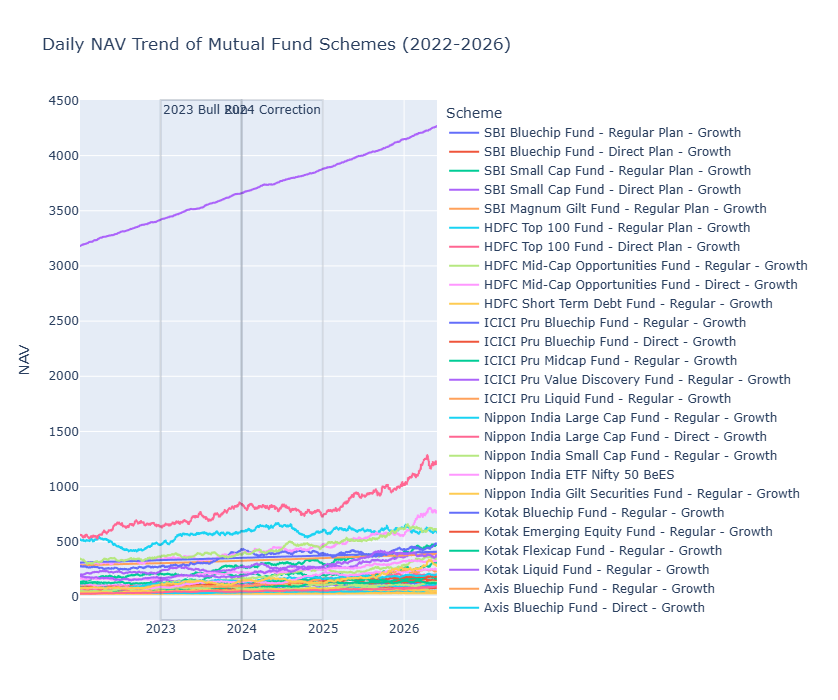 Daily NAV Trend of Mutual Fund Schemes (2022-2026)
4500
4000
3500
3000
2500
2000
1500
1000
500
0
NAV
2023 Bull Run
2024 Correction
2023
2024
2025
2026
Date
Scheme
SBI Bluechip Fund - Regular Plan - Growth
SBI Bluechip Fund - Direct Plan - Growth
SBI Small Cap Fund - Regular Plan - Growth
SBI Small Cap Fund - Direct Plan - Growth
SBI Magnum Gilt Fund - Regular Plan - Growth
HDFC Top 100 Fund - Regular Plan - Growth
HDFC Top 100 Fund - Direct Plan - Growth
HDFC Mid-Cap Opportunities Fund - Regular - Growth
HDFC Mid-Cap Opportunities Fund - Direct - Growth
HDFC Short Term Debt Fund - Regular - Growth
ICICI Pru Bluechip Fund - Regular - Growth
ICICI Pru Bluechip Fund - Direct - Growth
ICICI Pru Midcap Fund - Regular - Growth
ICICI Pru Value Discovery Fund - Regular - Growth
ICICI Pru Liquid Fund - Regular - Growth
Nippon India Large Cap Fund - Regular - Growth
Nippon India Large Cap Fund - Direct - Growth
Nippon India Small Cap Fund - Regular - Growth
Nippon India ETF Nifty 50 BeES
Nippon India Gilt Securities Fund - Regular - Growth
Kotak Bluechip Fund - Regular - Growth
Kotak Emerging Equity Fund - Regular - Growth
Kotak Flexicap Fund - Regular - Growth
Kotak Liquid Fund - Regular - Growth
Axis Bluechip Fund - Regular - Growth
Axis Bluechip Fund - Direct - Growth